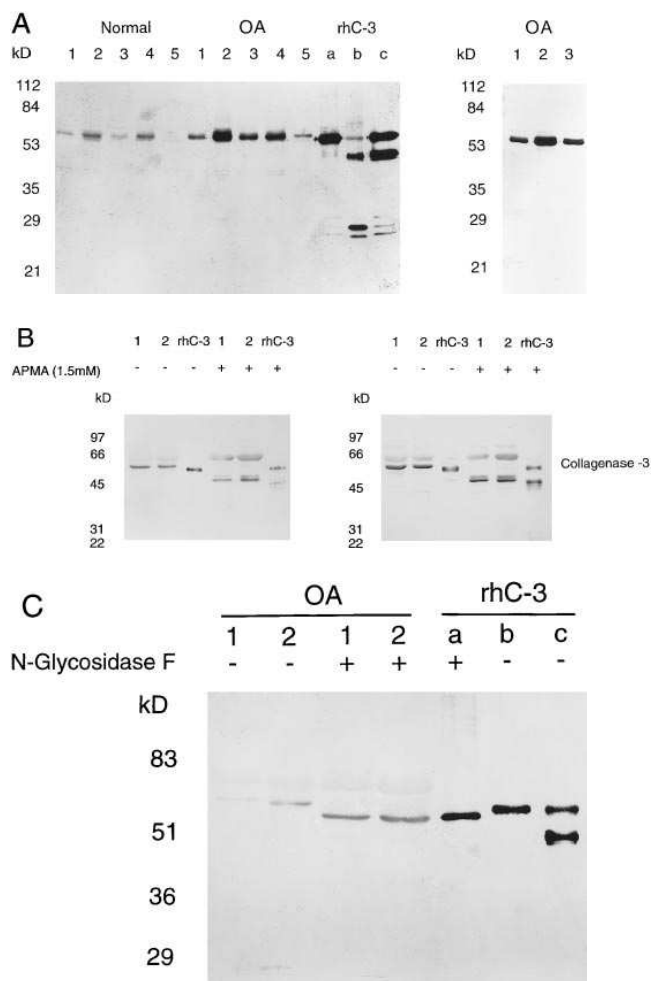 A
Normal OA rhC-3 OA
kD 1 2 3 4 5 1 2 3 4 5 a b c kD 1 2 3
112 112
84 84
53 53
35 35
29 29
21 21
B
1 2 rhC-3 1 2 rhC-3 1 2 rhC-3 1 2 rhC-3
APMA (1.5mM) - - - + + + - - - + + +
kD kD
97 97
66 66
Collagenase -3
45 45
31 31
22 22
C
OA rhC-3
1 2 1 2 a b c
N-Glycosidase F - - + + + - -
kD
83
51
36
29